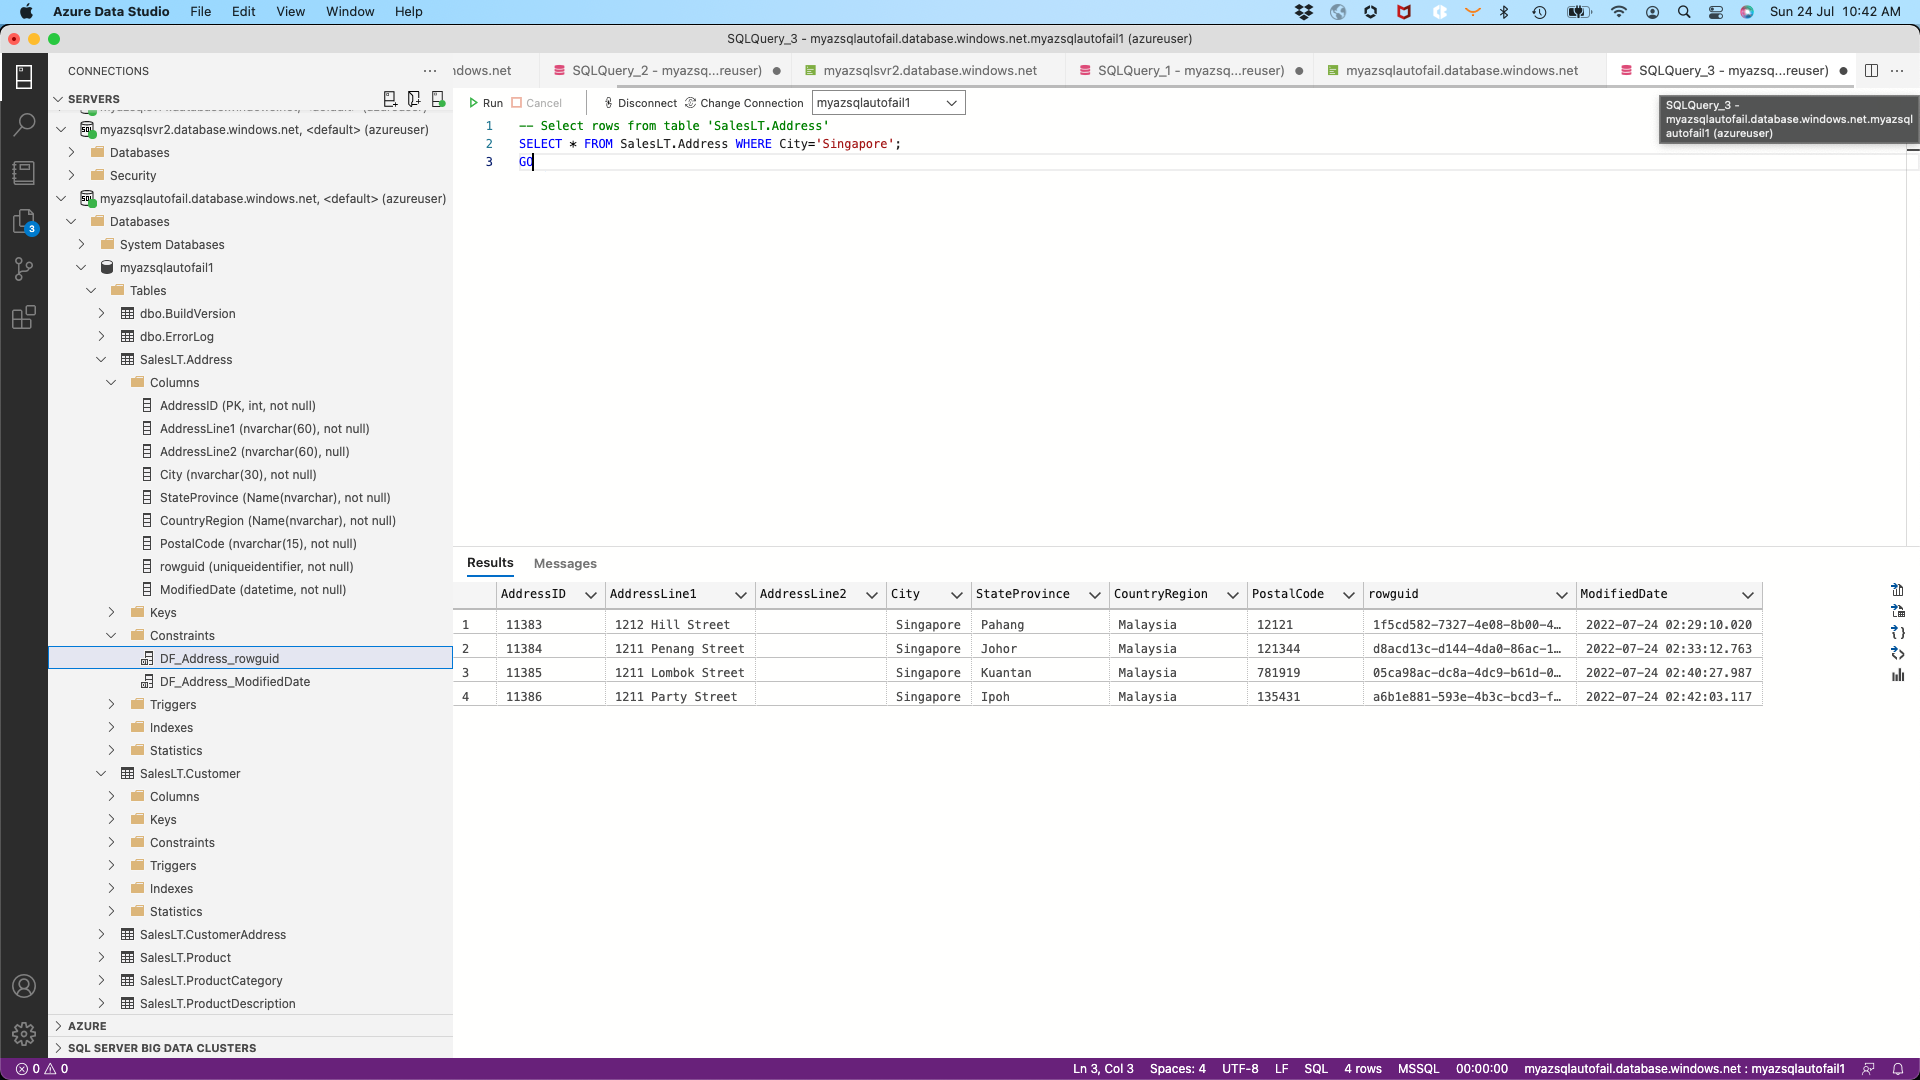 Azure Data Studio File Edit View Window Help
Sun 24 Jul 10:42 AM
SQLQuery_3 - myazsqlautofail.database.windows.net.myazsqlautofail1 (azureuser)
CONNECTIONS
ndows.net
SQLQuery_2 - myazsq...reuser)
myazsqlsvr2.database.windows.net
SQLQuery_1 - myazsq...reuser)
myazsqlautofail.database.windows.net
SQLQuery_3 - myazsq...reuser)
SERVERS
Run Cancel Disconnect Change Connection myazsqlautofail1
SQLQuery_3 -
myazsqlautofail.database.windows.net.myazsql
autofail1 (azureuser)
1 -- Select rows from table 'SalesLT.Address'
2 SELECT * FROM SalesLT.Address WHERE City='Singapore';
3 GO
myazsqlsvr2.database.windows.net, <default> (azureuser)
Databases
Security
myazsqlautofail.database.windows.net, <default> (azureuser)
Databases
3
System Databases
myazsqlautofail1
Tables
dbo.BuildVersion
dbo.ErrorLog
SalesLT.Address
Columns
AddressID (PK, int, not null)
AddressLine1 (nvarchar(60), not null)
AddressLine2 (nvarchar(60), null)
City (nvarchar(30), not null)
StateProvince (Name(nvarchar), not null)
CountryRegion (Name(nvarchar), not null)
PostalCode (nvarchar(15), not null)
rowguid (uniqueidentifier, not null)
ModifiedDate (datetime, not null)
Keys
Constraints
DF_Address_rowguid
DF_Address_ModifiedDate
Triggers
Indexes
Statistics
SalesLT.Customer
Columns
Keys
Constraints
Triggers
Indexes
Statistics
SalesLT.CustomerAddress
SalesLT.Product
SalesLT.ProductCategory
SalesLT.ProductDescription
AZURE
SQL SERVER BIG DATA CLUSTERS
Results Messages
AddressID AddressLine1 AddressLine2 City StateProvince CountryRegion PostalCode rowguid ModifiedDate
1 11383 1212 Hill Street Singapore Pahang Malaysia 12121 1f5cd582-7327-4e08-8b00-4… 2022-07-24 02:29:10.020
2 11384 1211 Penang Street Singapore Johor Malaysia 121344 d8acd13c-d144-4da0-86ac-1… 2022-07-24 02:33:12.763
3 11385 1211 Lombok Street Singapore Kuantan Malaysia 781919 05ca98ac-dc8a-4dc9-b61d-0… 2022-07-24 02:40:27.987
4 11386 1211 Party Street Singapore Ipoh Malaysia 135431 a6b1e881-593e-4b3c-bcd3-f… 2022-07-24 02:42:03.117
0 0
Ln 3, Col 3 Spaces: 4 UTF-8 LF SQL 4 rows MSSQL 00:00:00 myazsqlautofail.database.windows.net : myazsqlautofail1